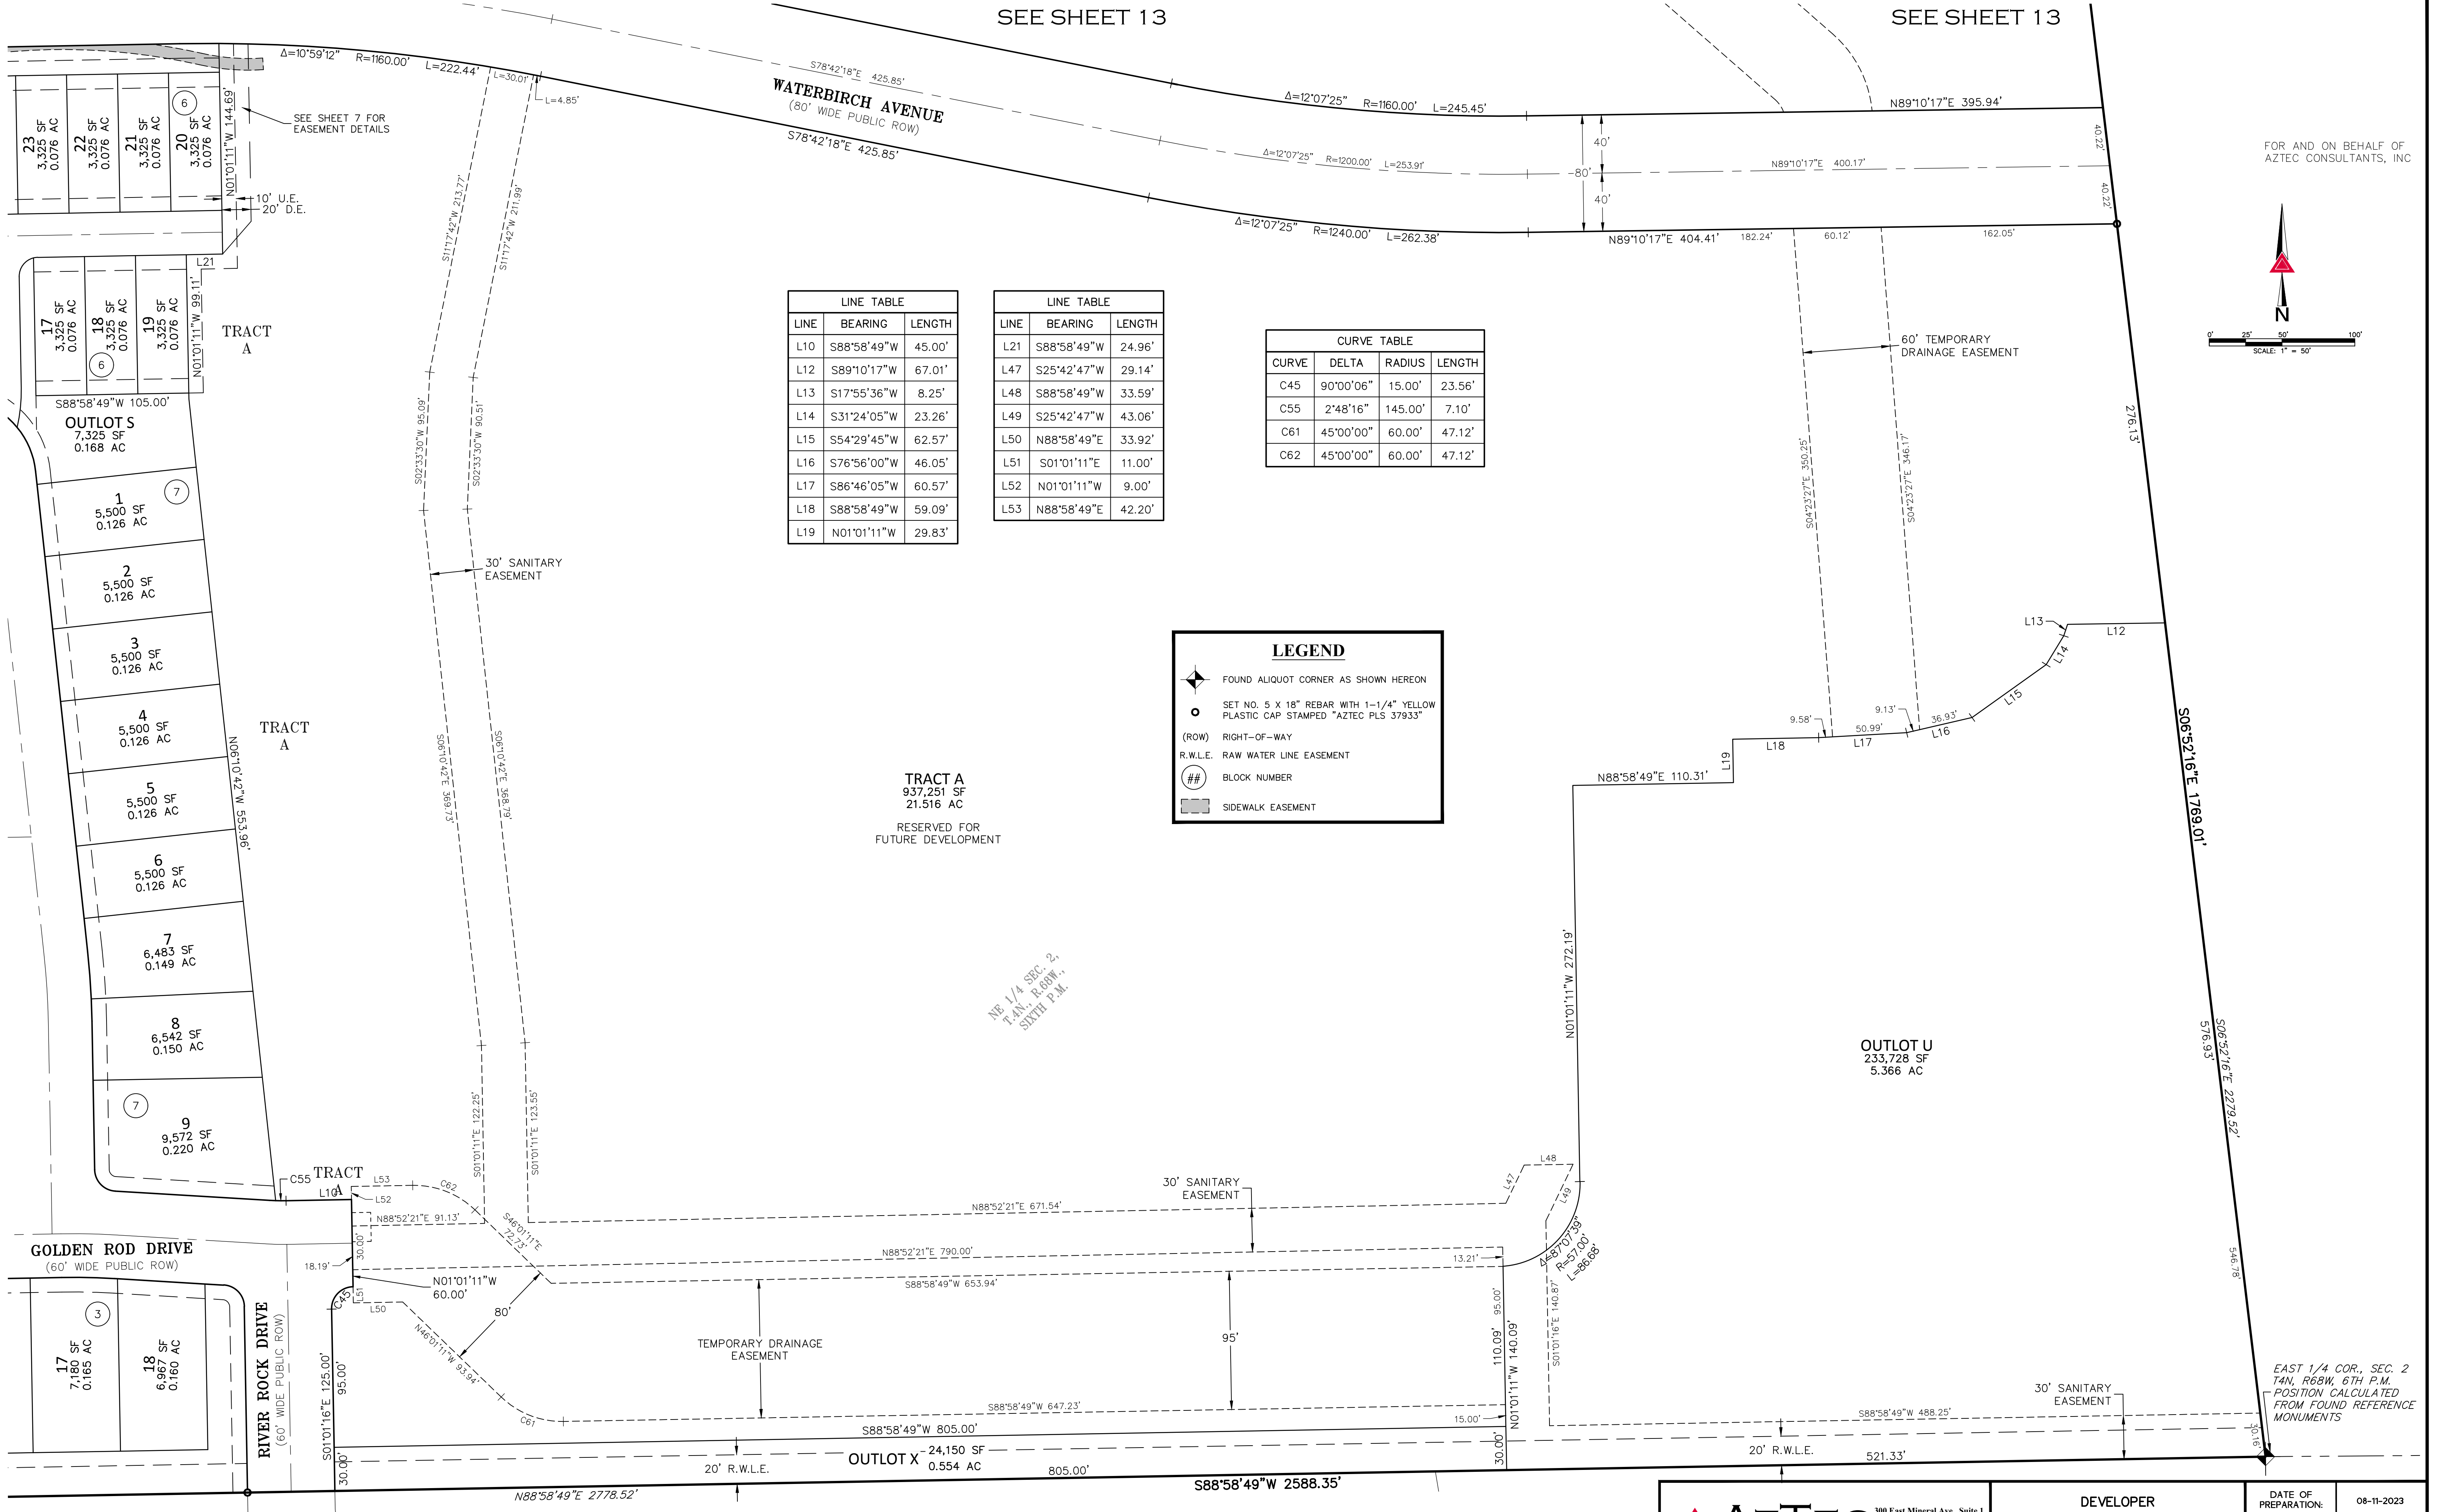 SEE SHEET 13
SEE SHEET 13
Δ=10°59'12" R=1160.00' L=222.44'
L=30.01'
L=4.85'
S78°42'18"E 425.85'
WATERBIRCH AVENUE
(80' WIDE PUBLIC ROW)
S78°42'18"E 425.85'
Δ=12°07'25" R=1160.00' L=245.45'
N89°10'17"E 395.94'
Δ=12°07'25" R=1200.00' L=253.91'
N89°10'17"E 400.17'
Δ=12°07'25" R=1240.00' L=262.38'
N89°10'17"E 404.41'
182.24'
60.12'
162.05'
40'
80'
40'
40.22'
40.22'
FOR AND ON BEHALF OF
AZTEC CONSULTANTS, INC
N
0' 25' 50' 100'
SCALE: 1" = 50'
23
3,325 SF
0.076 AC
22
3,325 SF
0.076 AC
21
3,325 SF
0.076 AC
20
3,325 SF
0.076 AC
6
N01°01'11"W 144.69'
SEE SHEET 7 FOR
EASEMENT DETAILS
10' U.E.
20' D.E.
L21
17
3,325 SF
0.076 AC
18
3,325 SF
0.076 AC
19
3,325 SF
0.076 AC
6
N01°01'11"W 99.11'
TRACT
A
S88°58'49"W 105.00'
OUTLOT S
7,325 SF
0.168 AC
1
5,500 SF
0.126 AC
7
2
5,500 SF
0.126 AC
3
5,500 SF
0.126 AC
4
5,500 SF
0.126 AC
5
5,500 SF
0.126 AC
6
5,500 SF
0.126 AC
7
6,483 SF
0.149 AC
8
6,542 SF
0.150 AC
7
9
9,572 SF
0.220 AC
N06°10'42"W 553.96'
TRACT
A
S11°17'42"W 213.77'
S11°17'42"W 211.99'
S02°33'30"W 95.09'
S02°33'30"W 90.51'
30' SANITARY
EASEMENT
S06°10'42"E 369.73'
S06°10'42"E 368.79'
S01°01'11"E 122.25'
S01°01'11"E 123.55'
LINE TABLE
LINE BEARING LENGTH
L10 S88°58'49"W 45.00'
L12 S89°10'17"W 67.01'
L13 S17°55'36"W 8.25'
L14 S31°24'05"W 23.26'
L15 S54°29'45"W 62.57'
L16 S76°56'00"W 46.05'
L17 S86°46'05"W 60.57'
L18 S88°58'49"W 59.09'
L19 N01°01'11"W 29.83'
LINE TABLE
LINE BEARING LENGTH
L21 S88°58'49"W 24.96'
L47 S25°42'47"W 29.14'
L48 S88°58'49"W 33.59'
L49 S25°42'47"W 43.06'
L50 N88°58'49"E 33.92'
L51 S01°01'11"E 11.00'
L52 N01°01'11"W 9.00'
L53 N88°58'49"E 42.20'
CURVE TABLE
CURVE DELTA RADIUS LENGTH
C45 90°00'06" 15.00' 23.56'
C55 2°48'16" 145.00' 7.10'
C61 45°00'00" 60.00' 47.12'
C62 45°00'00" 60.00' 47.12'
LEGEND
FOUND ALIQUOT CORNER AS SHOWN HEREON
SET NO. 5 X 18" REBAR WITH 1-1/4" YELLOW
PLASTIC CAP STAMPED "AZTEC PLS 37933"
(ROW) RIGHT-OF-WAY
R.W.L.E. RAW WATER LINE EASEMENT
## BLOCK NUMBER
SIDEWALK EASEMENT
TRACT A
937,251 SF
21.516 AC
RESERVED FOR
FUTURE DEVELOPMENT
NE 1/4 SEC. 2,
T.4N., R.68W.,
SIXTH P.M.
60' TEMPORARY
DRAINAGE EASEMENT
S04°23'27"E 350.25'
S04°23'27"E 346.17'
276.13'
L13
L12
L14
L15
9.13'
36.93'
L16
9.58'
50.99'
L17
L18
L19
N88°58'49"E 110.31'
S06°52'16"E 1769.01'
N01°01'11"W 272.19'
OUTLOT U
233,728 SF
5.366 AC
576.93'
S06°52'16"E 2279.52'
546.78'
C55
TRACT
A
L10
L53
L52
C62
N88°52'21"E 91.13'
S46°01'11"E
72.73'
30.00'
18.19'
N01°01'11"W
60.00'
C45
L51
L50
80'
N46°01'11"W 93.94'
C61
GOLDEN ROD DRIVE
(60' WIDE PUBLIC ROW)
3
17
7,180 SF
0.165 AC
18
6,967 SF
0.160 AC
RIVER ROCK DRIVE
(60' WIDE PUBLIC ROW)
S01°01'16"E 125.00'
95.00'
30.00'
N88°52'21"E 671.54'
30' SANITARY
EASEMENT
N88°52'21"E 790.00'
S88°58'49"W 653.94'
TEMPORARY DRAINAGE
EASEMENT
95'
S88°58'49"W 647.23'
S88°58'49"W 805.00'
L47
L48
L49
13.21'
Δ=87°07'39"
R=57.00'
L=86.68'
95.00'
110.09'
N01°01'11"W 140.09'
15.00'
30.00'
S01°01'16"E 140.87'
OUTLOT X
24,150 SF
0.554 AC
20' R.W.L.E.
805.00'
S88°58'49"W 2588.35'
N88°58'49"E 2778.52'
S88°58'49"W 488.25'
20' R.W.L.E.
521.33'
30' SANITARY
EASEMENT
30.16'
EAST 1/4 COR., SEC. 2
T4N, R68W, 6TH P.M.
POSITION CALCULATED
FROM FOUND REFERENCE
MONUMENTS
AZTEC
300 East Mineral Ave., Suite 1
DEVELOPER
DATE OF
PREPARATION:
08-11-2023